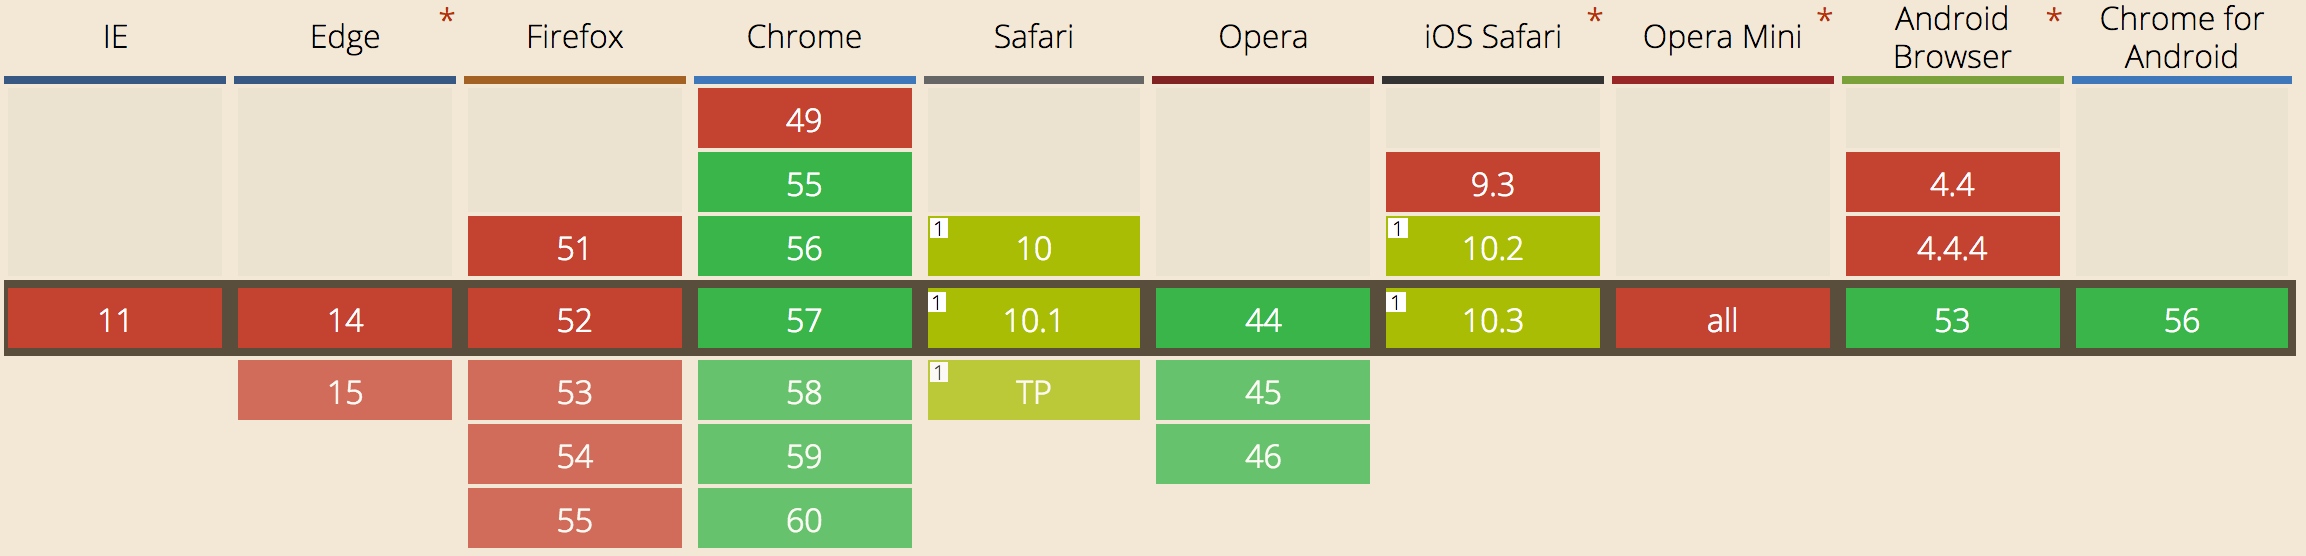 IE Edge * Firefox Chrome Safari Opera iOS Safari * Opera Mini * Android Browser * Chrome for Android
49
55 9.3 4.4
51 56 1 10 1 10.2 4.4.4
11 14 52 57 1 10.1 44 1 10.3 all 53 56
15 53 58 1 TP 45
54 59 46
55 60